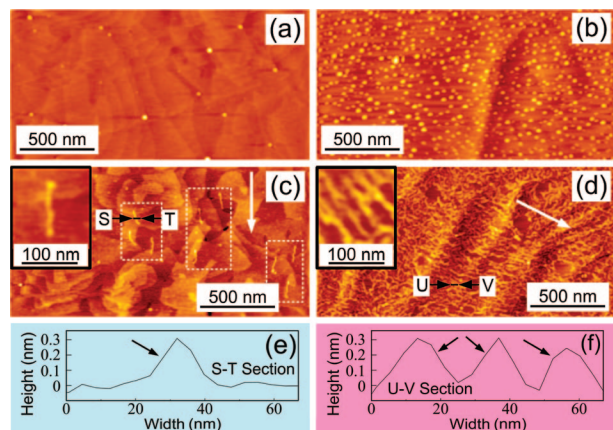 (a)
500 nm
(b)
500 nm
(c)
S T
100 nm
500 nm
(d)
U V
100 nm
500 nm
(e)
Height (nm)
0.3
0.2
0.1
0
S-T Section
0 20 40 60
Width (nm)
(f)
Height (nm)
0.3
0.2
0.1
0
U-V Section
0 20 40 60
Width (nm)